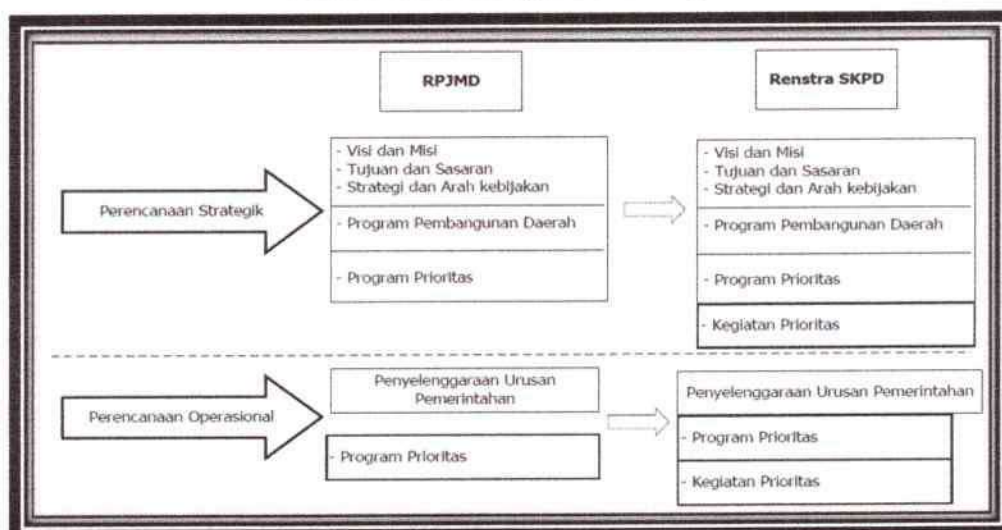 RPJMD
Renstra SKPD
Perencanaan Strategik
- Visi dan Misi
- Tujuan dan Sasaran
- Strategi dan Arah kebijakan
- Program Pembangunan Daerah
- Program Prioritas
- Visi dan Misi
- Tujuan dan Sasaran
- Strategi dan Arah kebijakan
- Program Pembangunan Daerah
- Program Prioritas
- Kegiatan Prioritas
Perencanaan Operasional
Penyelenggaraan Urusan
Pemerintahan
- Program Prioritas
Penyelenggaraan Urusan Pemerintahan
- Program Prioritas
- Kegiatan Prioritas